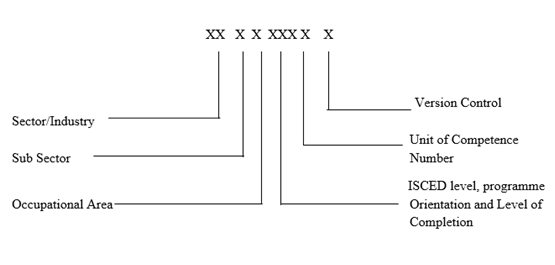 XX X X XXX X X
Version Control
Sector/Industry
Unit of Competence
Number
Sub Sector
ISCED level, programme
Orientation and Level of
Completion
Occupational Area